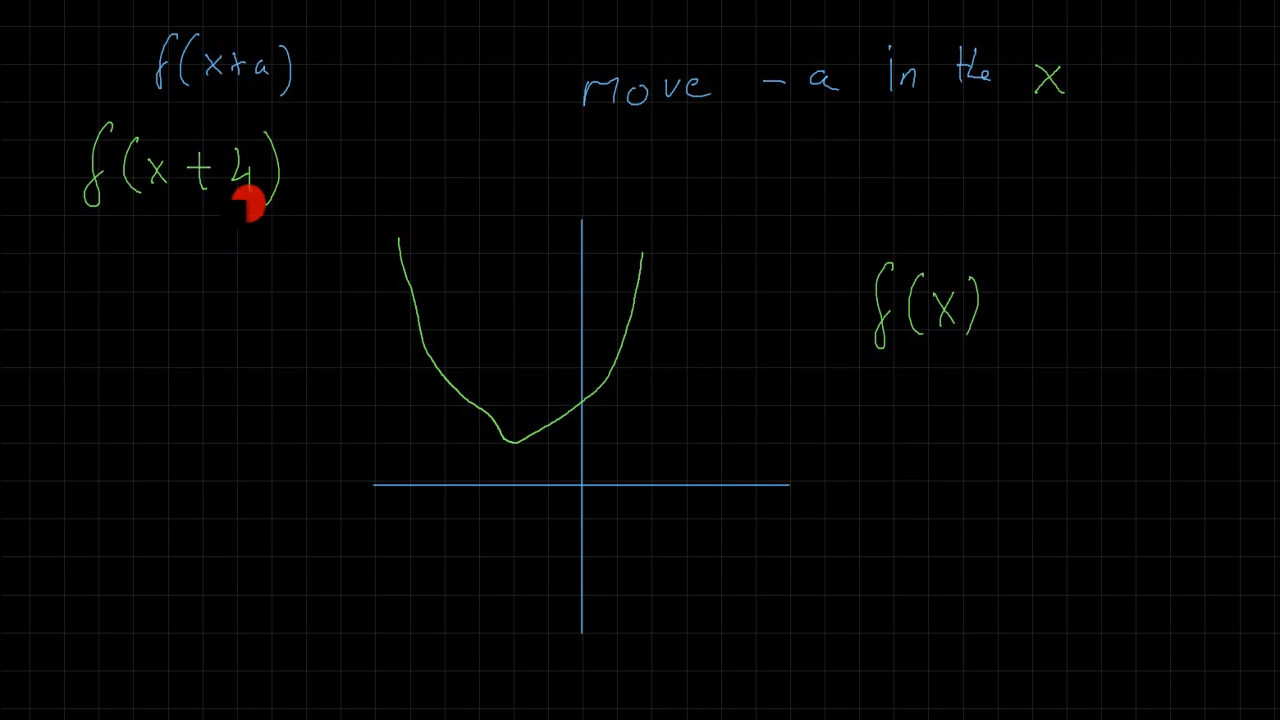 f(x+a)
move - a in the x
f(x + 4)
f(x)